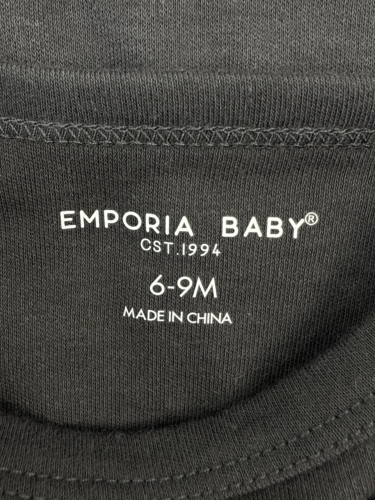 EMPORIA BABY®
CST.1994
6-9M
MADE IN CHINA